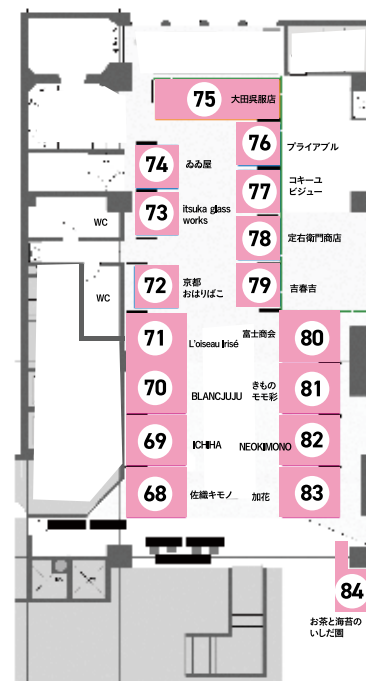 75
大田呉服店
76
プライアブル
74
ゐゐ屋
77
コキーユ
ビジュー
73
itsuka glass
works
WC
78
定右衛門商店
72
京都
おはりばこ
79
吉春吉
WC
71
L'oiseau Irisé
富士商会
80
70
BLANCJUJU
きもの
モモ彩
81
69
ICHIHA
NEOKIMONO
82
68
佐織キモノ
加花
83
84
お茶と海苔の
いしだ園